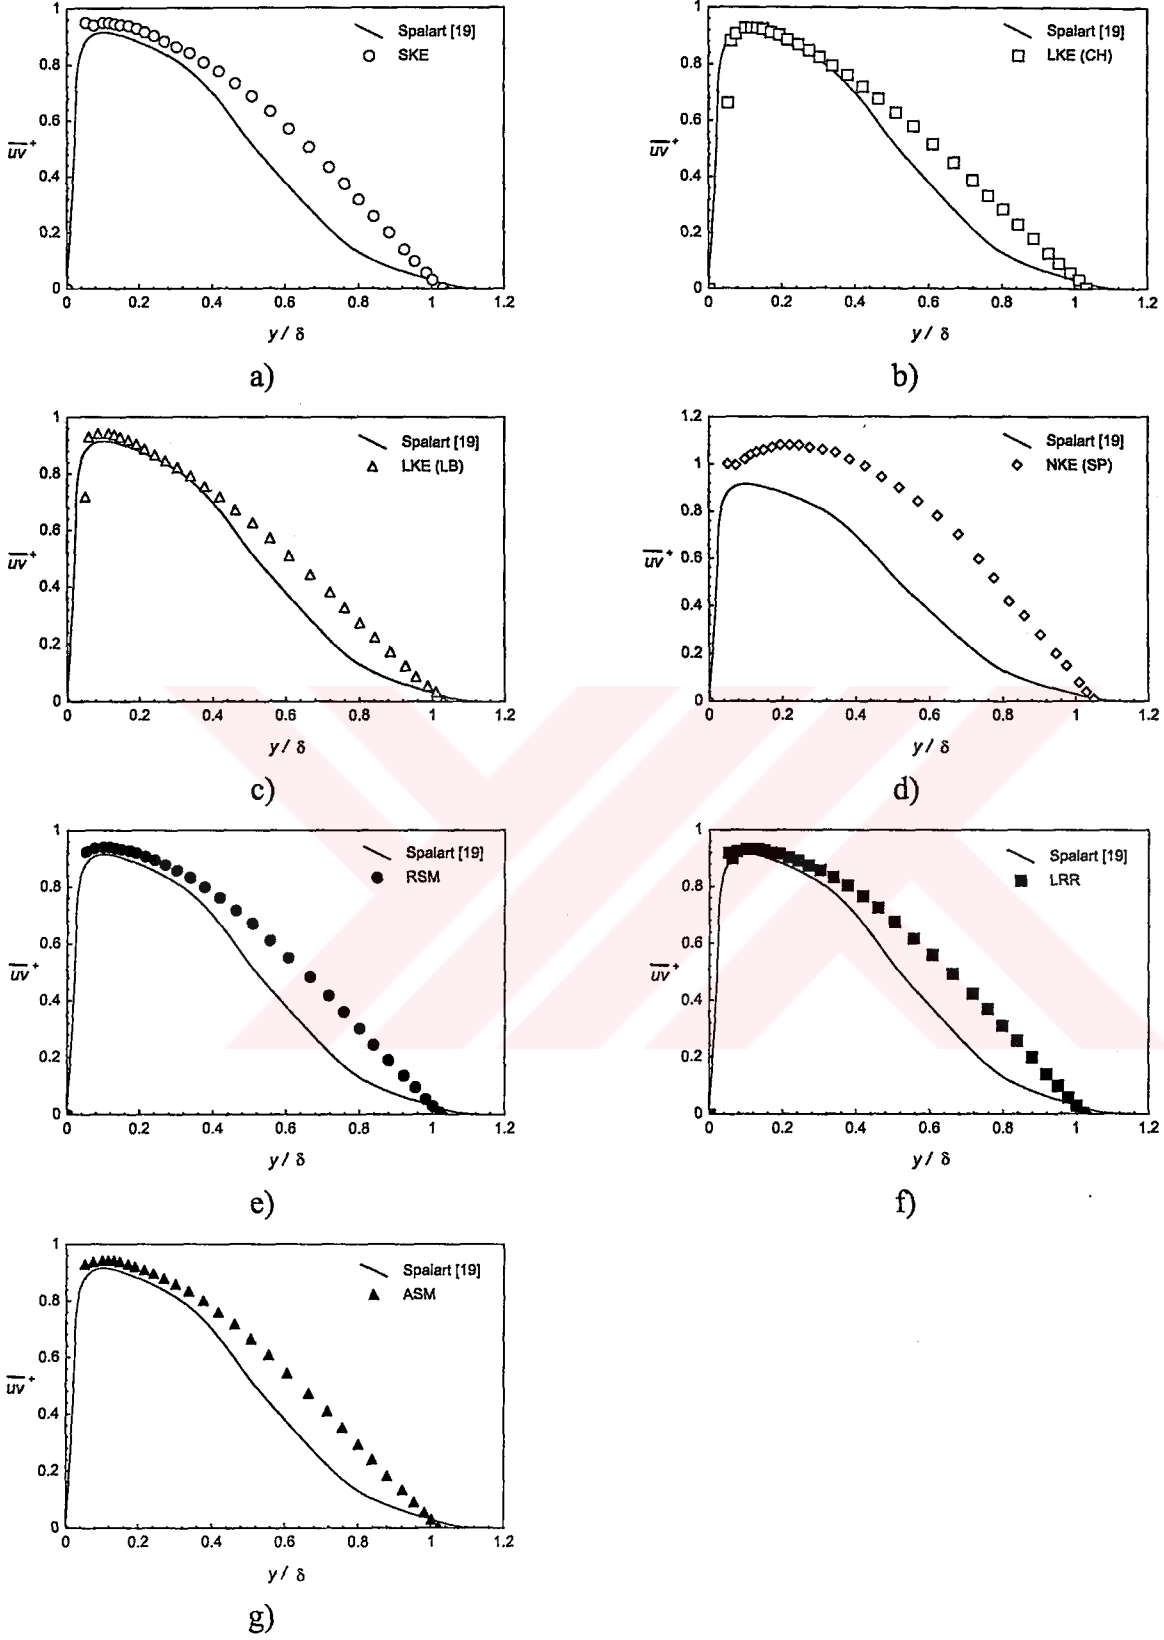 1
0.8
0.6
0.4
0.2
0
uv +
Spalart [19]
SKE
0 0.2 0.4 0.6 0.8 1 1.2
y / δ
a)
1
0.8
0.6
0.4
0.2
0
uv +
Spalart [19]
LKE (CH)
0 0.2 0.4 0.6 0.8 1 1.2
y / δ
b)
1
0.8
0.6
0.4
0.2
0
uv +
Spalart [19]
LKE (LB)
0 0.2 0.4 0.6 0.8 1 1.2
y / δ
c)
1.2
1
0.8
0.6
0.4
0.2
0
uv +
Spalart [19]
NKE (SP)
0 0.2 0.4 0.6 0.8 1 1.2
y / δ
d)
1
0.8
0.6
0.4
0.2
0
uv +
Spalart [19]
RSM
0 0.2 0.4 0.6 0.8 1 1.2
y / δ
e)
1
0.8
0.6
0.4
0.2
0
uv +
Spalart [19]
LRR
0 0.2 0.4 0.6 0.8 1 1.2
y / δ
f)
1
0.8
0.6
0.4
0.2
0
uv +
Spalart [19]
ASM
0 0.2 0.4 0.6 0.8 1 1.2
y / δ
g)